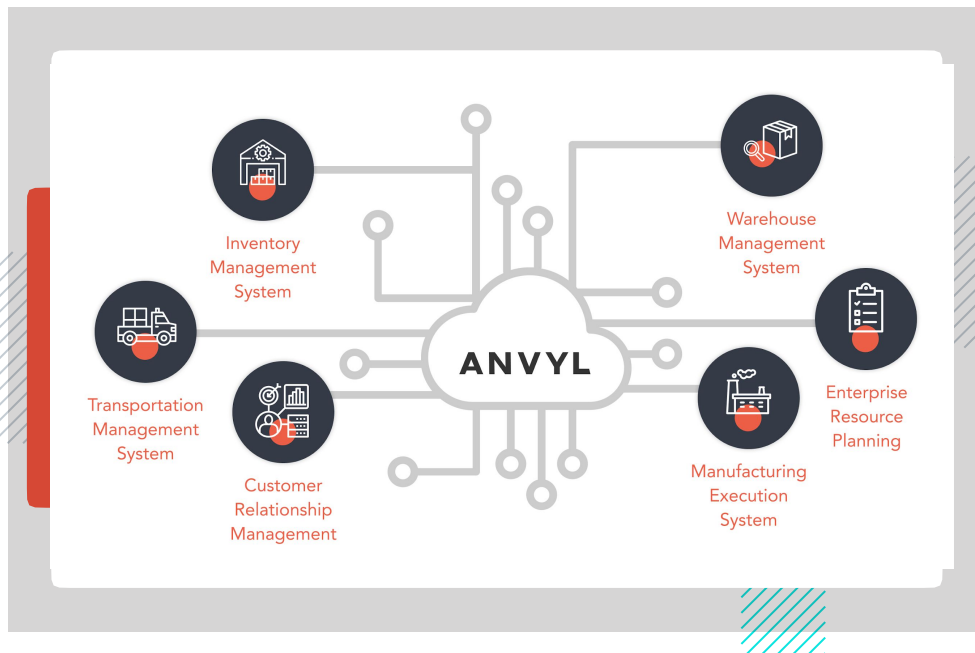 Inventory
Management
System
Transportation
Management
System
Customer
Relationship
Management
ANVYL
Warehouse
Management
System
Enterprise
Resource
Planning
Manufacturing
Execution
System